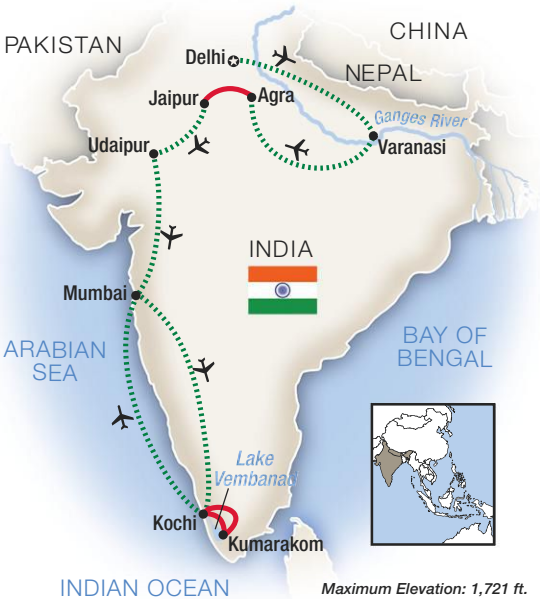 CHINA
PAKISTAN
Delhi
NEPAL
Jaipur
Agra
Ganges River
Udaipur
Varanasi
INDIA
Mumbai
ARABIAN
SEA
BAY OF
BENGAL
Lake
Vembanad
Kochi
Kumarakom
INDIAN OCEAN
Maximum Elevation: 1,721 ft.